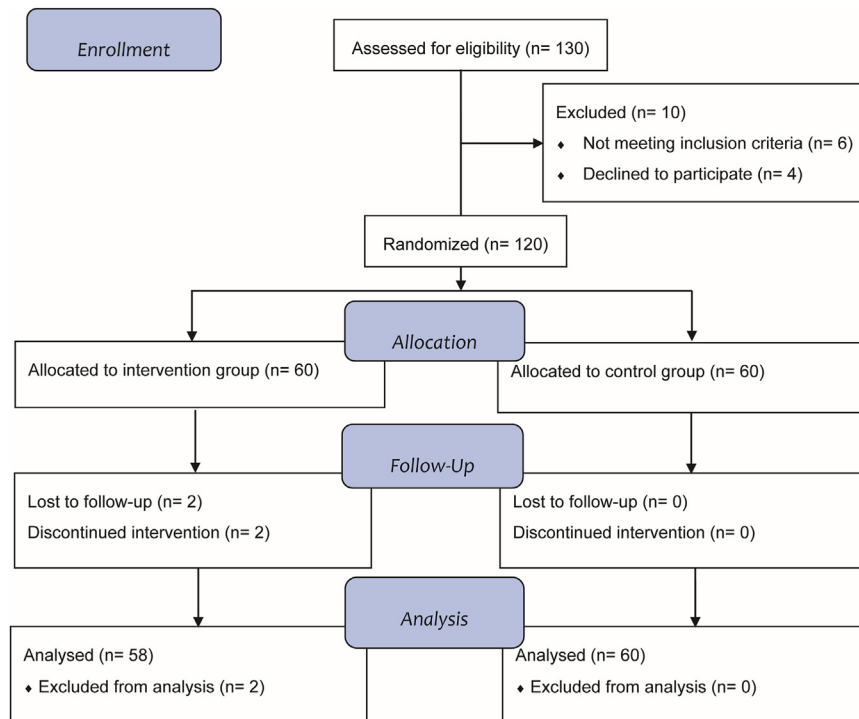 Enrollment
Assessed for eligibility (n= 130)
Excluded (n= 10)
♦ Not meeting inclusion criteria (n= 6)
♦ Declined to participate (n= 4)
Randomized (n= 120)
Allocation
Allocated to intervention group (n= 60)
Allocated to control group (n= 60)
Follow-Up
Lost to follow-up (n= 2)
Discontinued intervention (n= 2)
Lost to follow-up (n= 0)
Discontinued intervention (n= 0)
Analysis
Analysed (n= 58)
♦ Excluded from analysis (n= 2)
Analysed (n= 60)
♦ Excluded from analysis (n= 0)